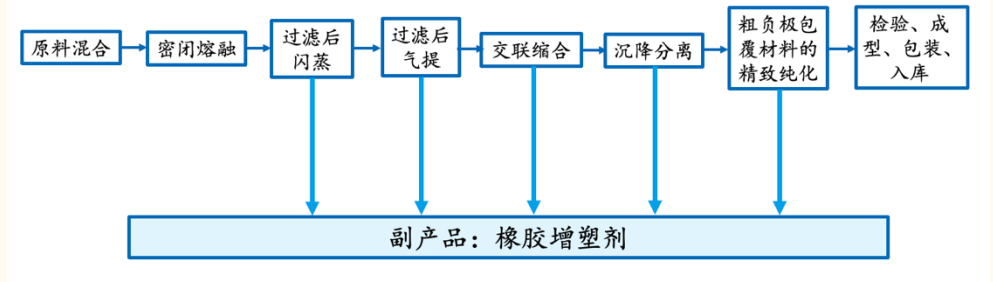 原料混合
密闭熔融
过滤后
闪蒸
过滤后
气提
交联缩合
沉降分离
粗负极包
覆材料的
精致纯化
检验、成
型、包装、
入库
副产品：橡胶增塑剂